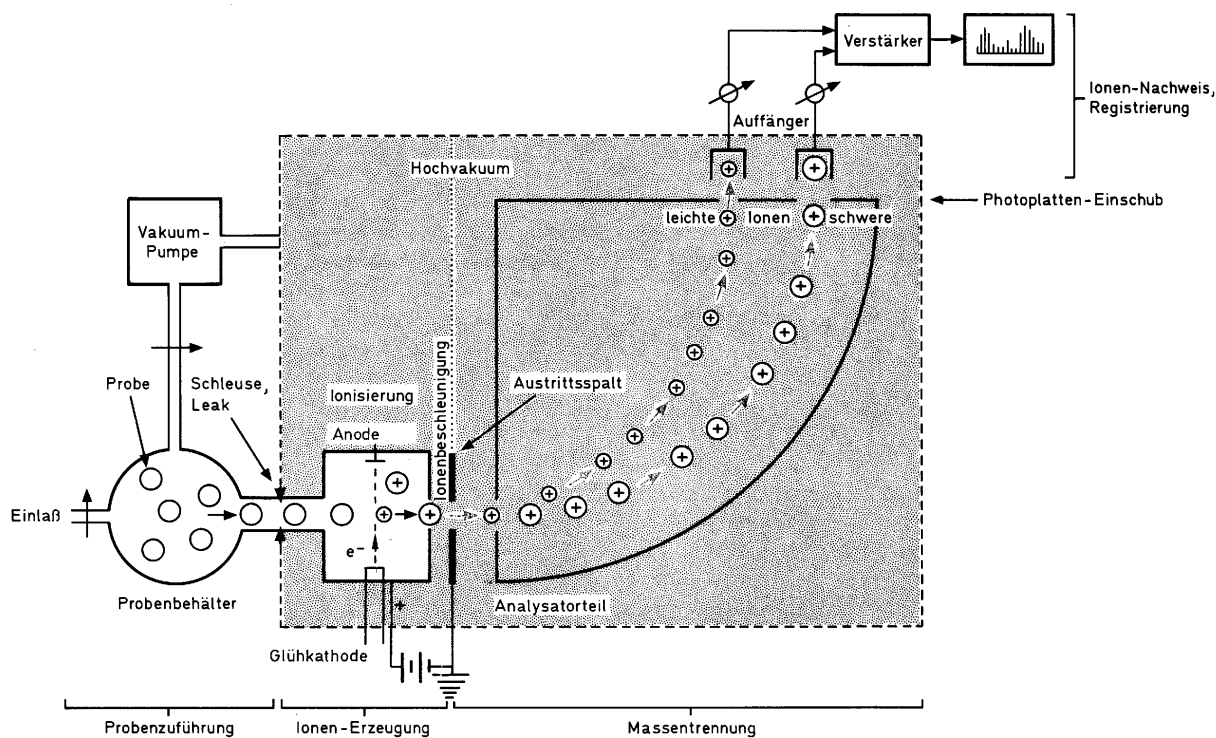 Verstärker
Ionen-Nachweis,
Registrierung
Auffänger
Hochvakuum
leichte Ionen schwere
Photoplatten-Einschub
Vakuum-
Pumpe
Probe
Schleuse,
Leak
Ionisierung
Anode
Ionenbeschleunigung
Austrittsspalt
Einlaß
e⁻
+
Probenbehälter
Analysatorteil
Glühkathode
Probenzuführung
Ionen-Erzeugung
Massentrennung